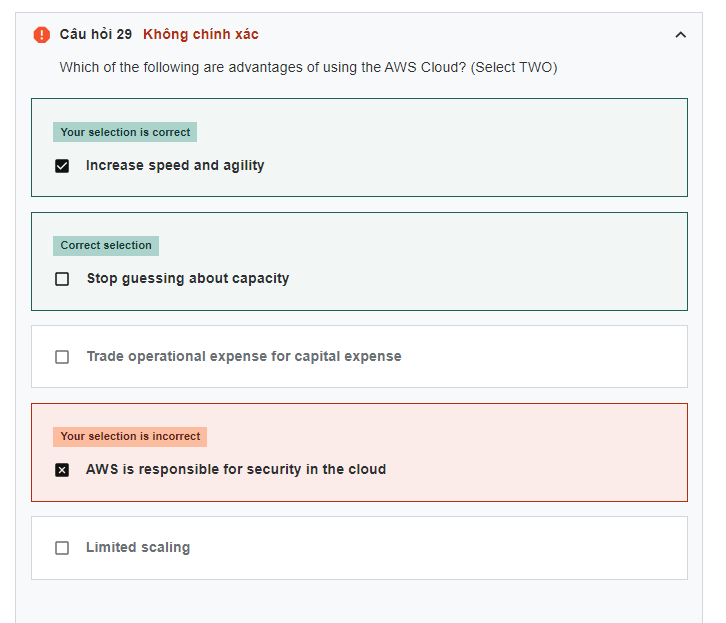 Câu hỏi 29 Không chính xác
Which of the following are advantages of using the AWS Cloud? (Select TWO)
Your selection is correct
Increase speed and agility
Correct selection
Stop guessing about capacity
Trade operational expense for capital expense
Your selection is incorrect
AWS is responsible for security in the cloud
Limited scaling